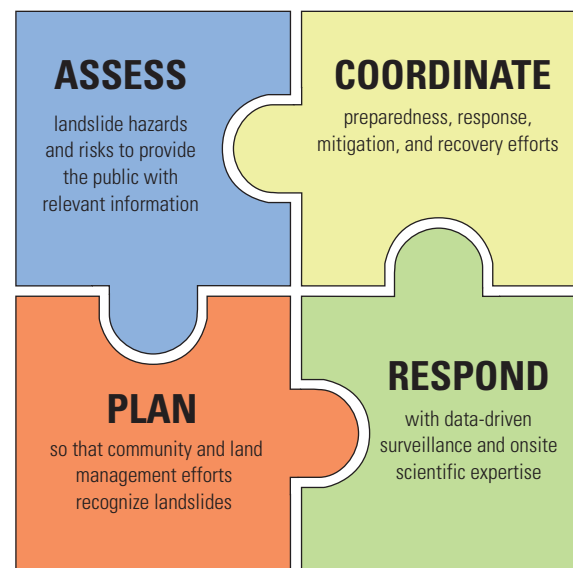 ASSESS
landslide hazards
and risks to provide
the public with
relevant information
COORDINATE
preparedness, response,
mitigation, and recovery efforts
PLAN
so that community and land
management efforts
recognize landslides
RESPOND
with data-driven
surveillance and onsite
scientific expertise